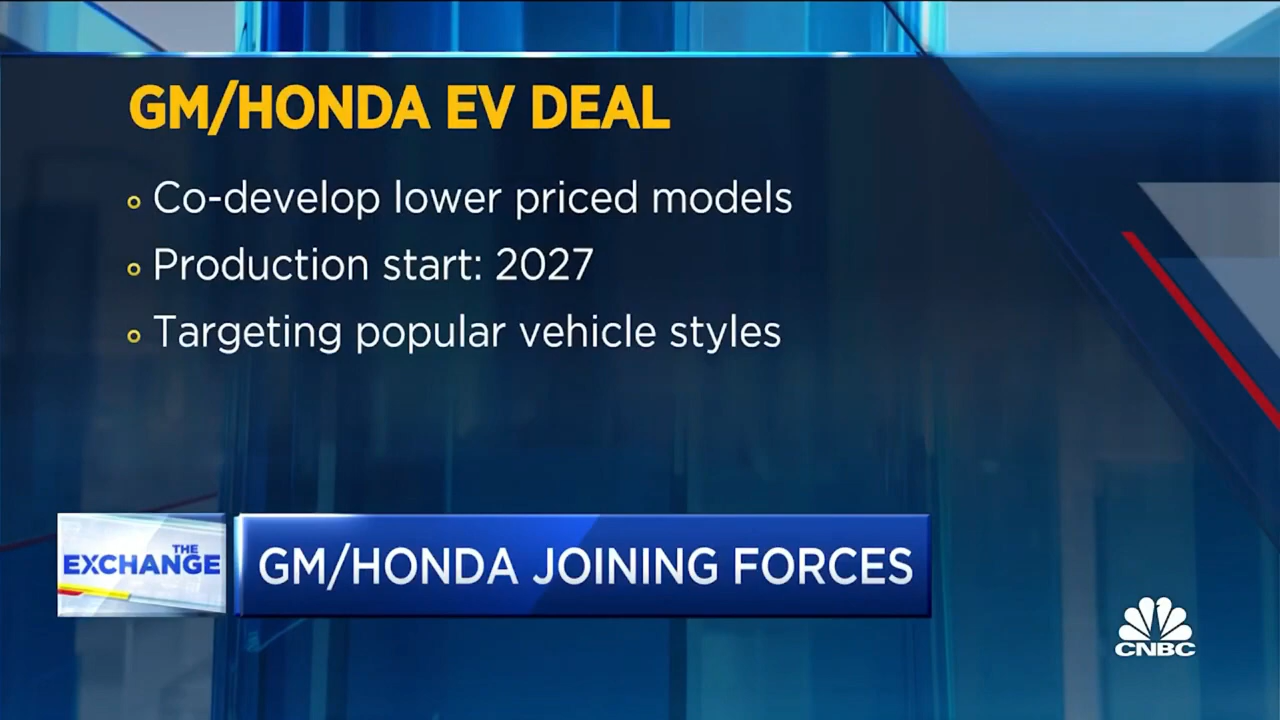 GM/HONDA EV DEAL
Co-develop lower priced models
Production start: 2027
Targeting popular vehicle styles
THE
EXCHANGE
GM/HONDA JOINING FORCES
CNBC